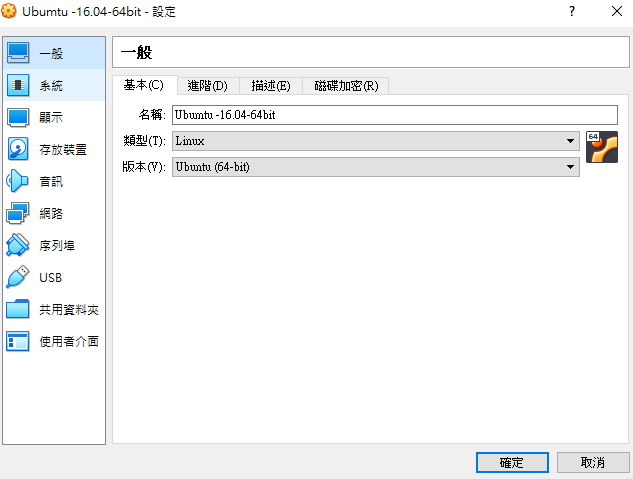 Ubumtu -16.04-64bit - 設定
?
一般
系統
顯示
存放裝置
音訊
網路
序列埠
USB
共用資料夾
使用者介面
一般
基本(C) 進階(D) 描述(E) 磁碟加密(R)
名稱: Ubumtu -16.04-64bit
類型(T): Linux
64
版本(V): Ubuntu (64-bit)
確定 取消